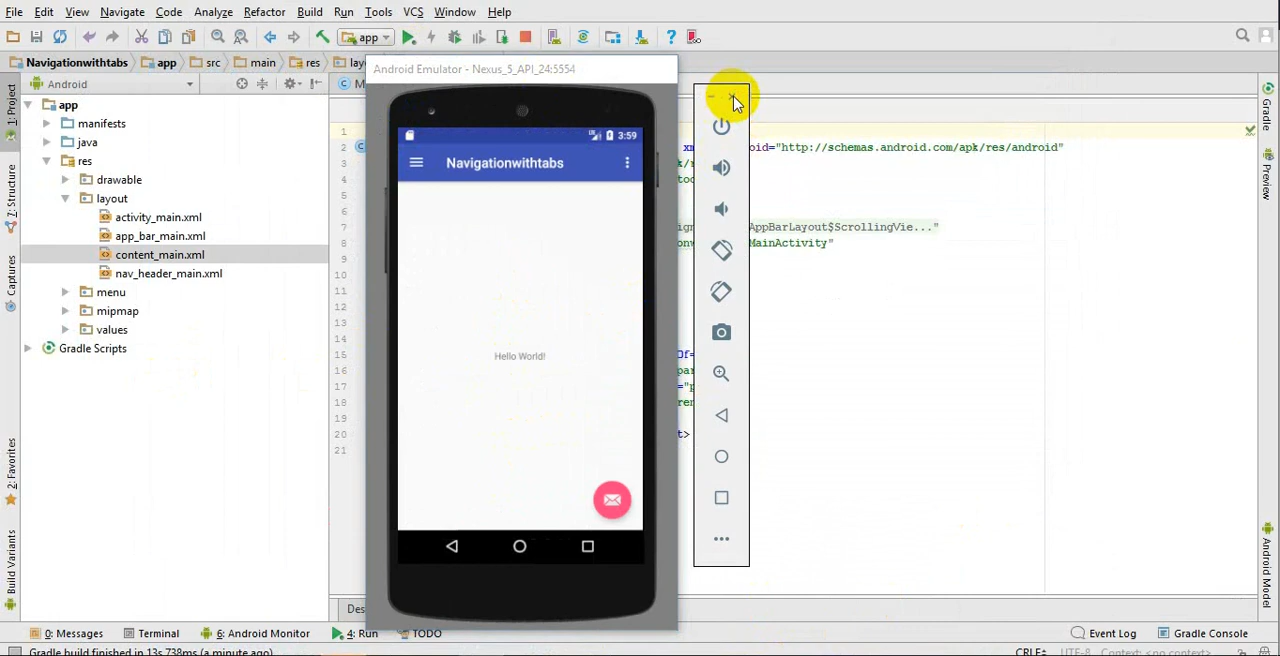 File Edit View Navigate Code Analyze Refactor Build Run Tools VCS Window Help
app
Navigationwithtabs app src main res
Android Emulator - Nexus_5_API_24:5554
Android
1: Project
Z: Structure
Captures
2: Favorites
Build Variants
app
manifests
java
res
drawable
layout
activity_main.xml
app_bar_main.xml
content_main.xml
nav_header_main.xml
menu
mipmap
values
Gradle Scripts
3:59
Navigationwithtabs
Hello World!
1
2
3
4
5
6
7
8
9
10
11
12
13
14
15
16
17
18
19
20
21
oid="http://schemas.android.com/apk/res/android"
AppBarLayout$ScrollingVie..."
MainActivity"
Gradle
Preview
Android Model
0: Messages Terminal 6: Android Monitor 4: Run TODO Event Log Gradle Console
Gradle build finished in 13s 738ms (a minute ago) CRLF÷ UTF-8 Context: <no context>